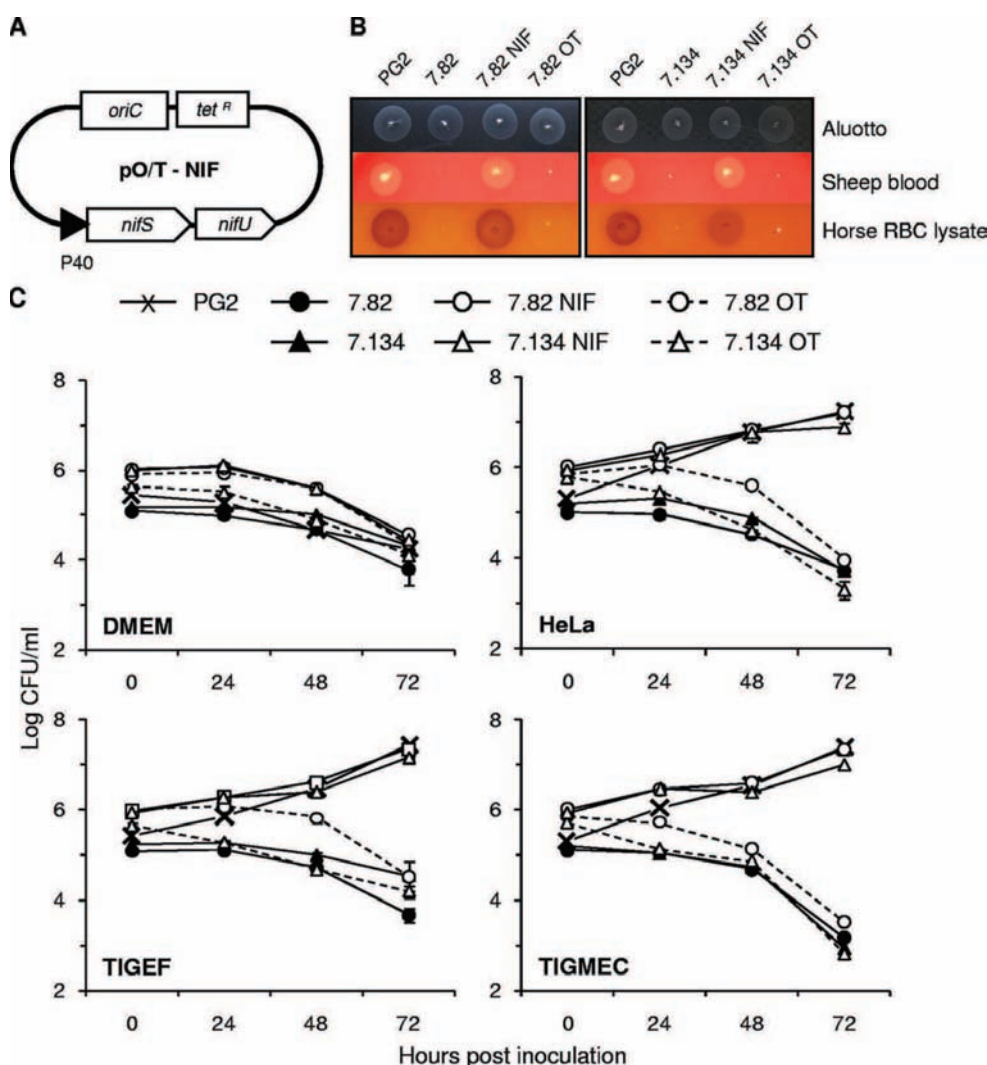 A
oriC
tet R
pO/T - NIF
nifS
nifU
P40
B
PG2
7.82
7.82 NIF
7.82 OT
PG2
7.134
7.134 NIF
7.134 OT
Aluotto
Sheep blood
Horse RBC lysate
C
PG2
7.82
7.82 NIF
7.82 OT
7.134
7.134 NIF
7.134 OT
Log CFU/ml
8
6
4
2
DMEM
0 24 48 72
8
6
4
2
HeLa
0 24 48 72
8
6
4
2
TIGEF
0 24 48 72
8
6
4
2
TIGMEC
0 24 48 72
Hours post inoculation